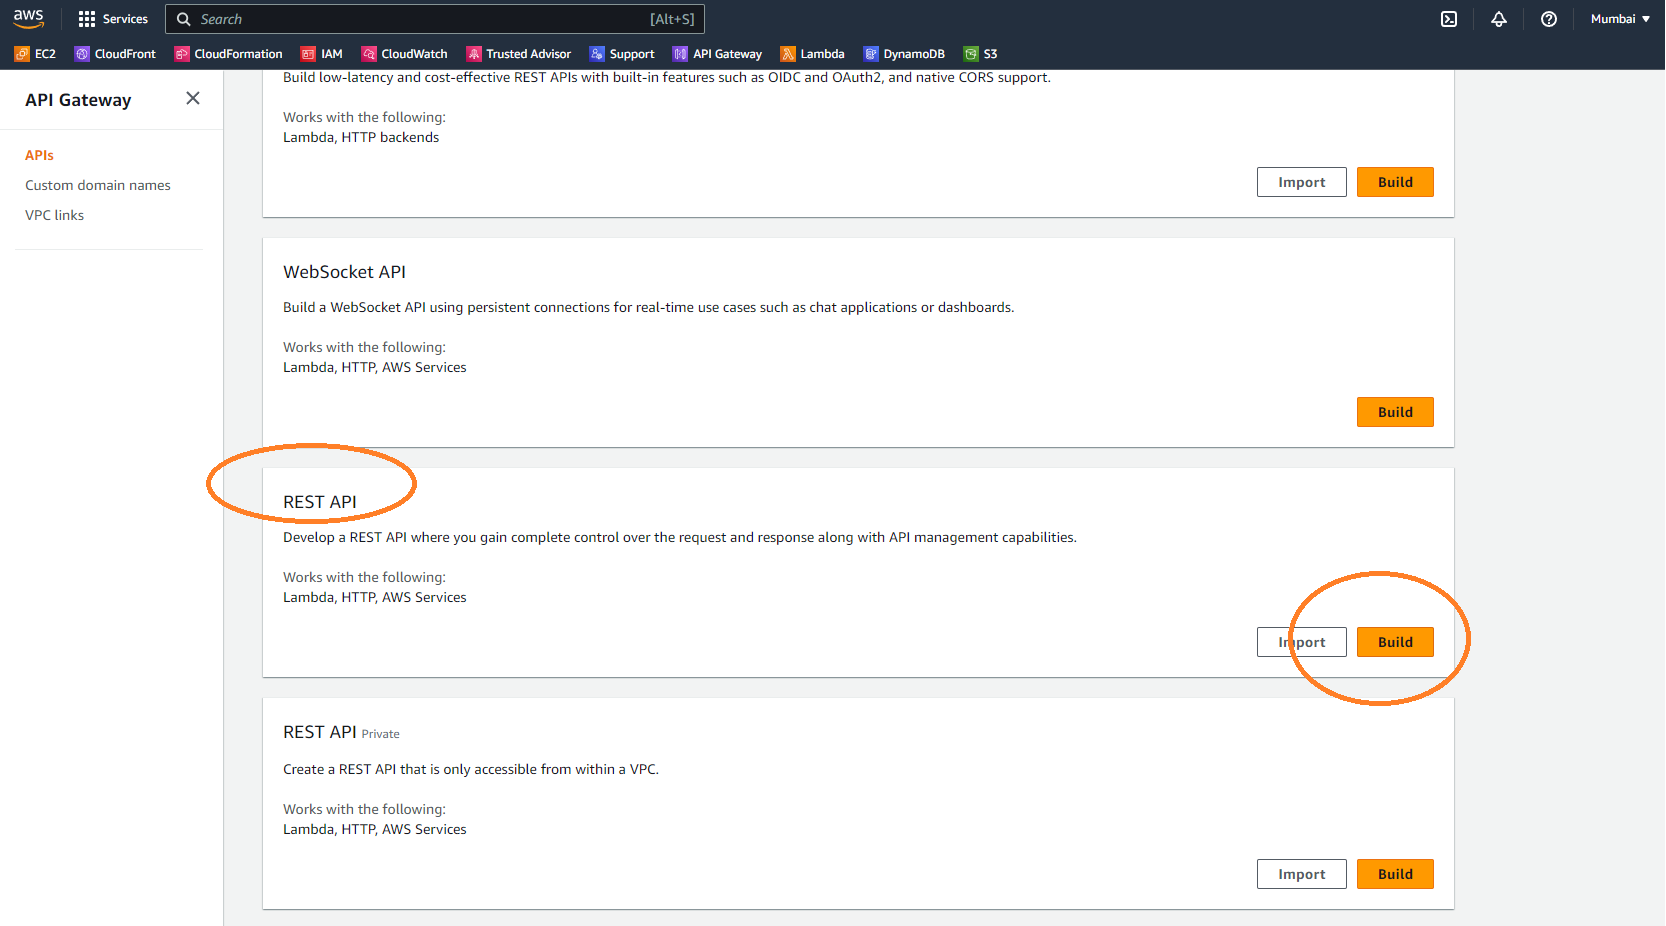 aws
Services
Search
[Alt+S]
Mumbai
EC2
CloudFront
CloudFormation
IAM
CloudWatch
Trusted Advisor
Support
API Gateway
Lambda
DynamoDB
S3
API Gateway
APIs
Custom domain names
VPC links
Build low-latency and cost-effective REST APIs with built-in features such as OIDC and OAuth2, and native CORS support.
Works with the following:
Lambda, HTTP backends
Import
Build
WebSocket API
Build a WebSocket API using persistent connections for real-time use cases such as chat applications or dashboards.
Works with the following:
Lambda, HTTP, AWS Services
Build
REST API
Develop a REST API where you gain complete control over the request and response along with API management capabilities.
Works with the following:
Lambda, HTTP, AWS Services
Import
Build
REST API Private
Create a REST API that is only accessible from within a VPC.
Works with the following:
Lambda, HTTP, AWS Services
Import
Build